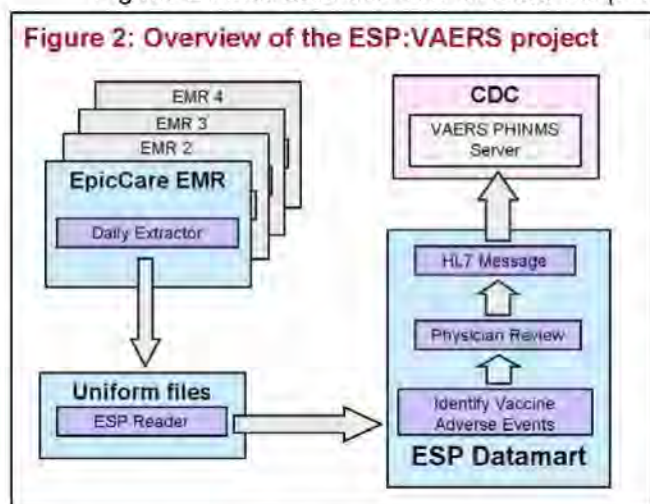 Figure 2: Overview of the ESP:VAERS project
EMR 4
EMR 3
EMR 2
EpicCare EMR
Daily Extractor
Uniform files
ESP Reader
CDC
VAERS PHINMS
Server
HL7 Message
Physician Review
Identify Vaccine
Adverse Events
ESP Datamart